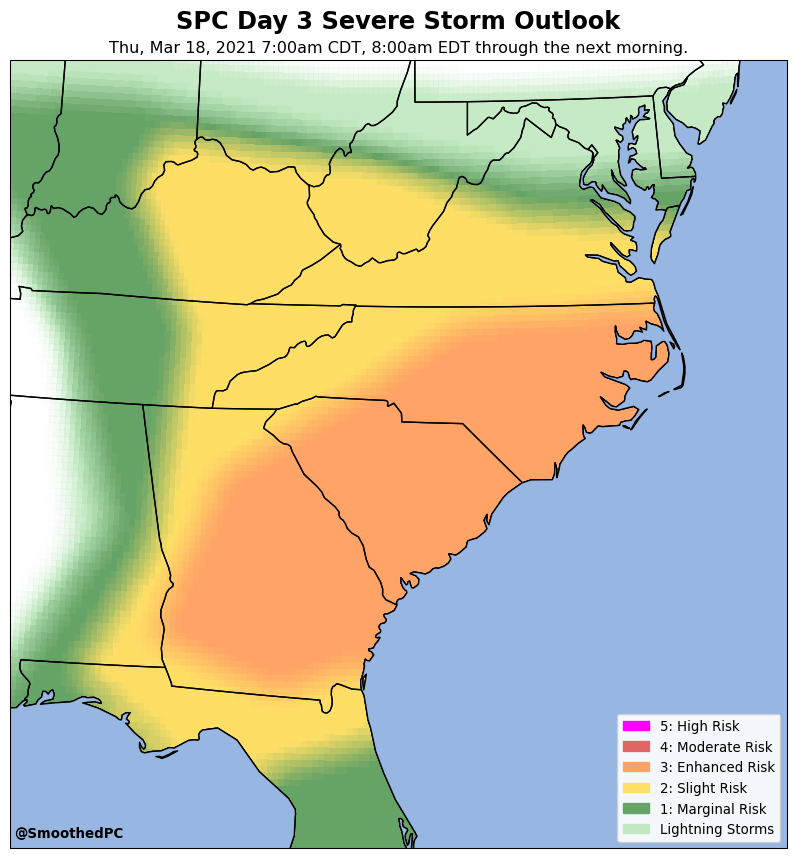 SPC Day 3 Severe Storm Outlook
Thu, Mar 18, 2021 7:00am CDT, 8:00am EDT through the next morning.
5: High Risk
4: Moderate Risk
3: Enhanced Risk
2: Slight Risk
1: Marginal Risk
Lightning Storms
@SmoothedPC